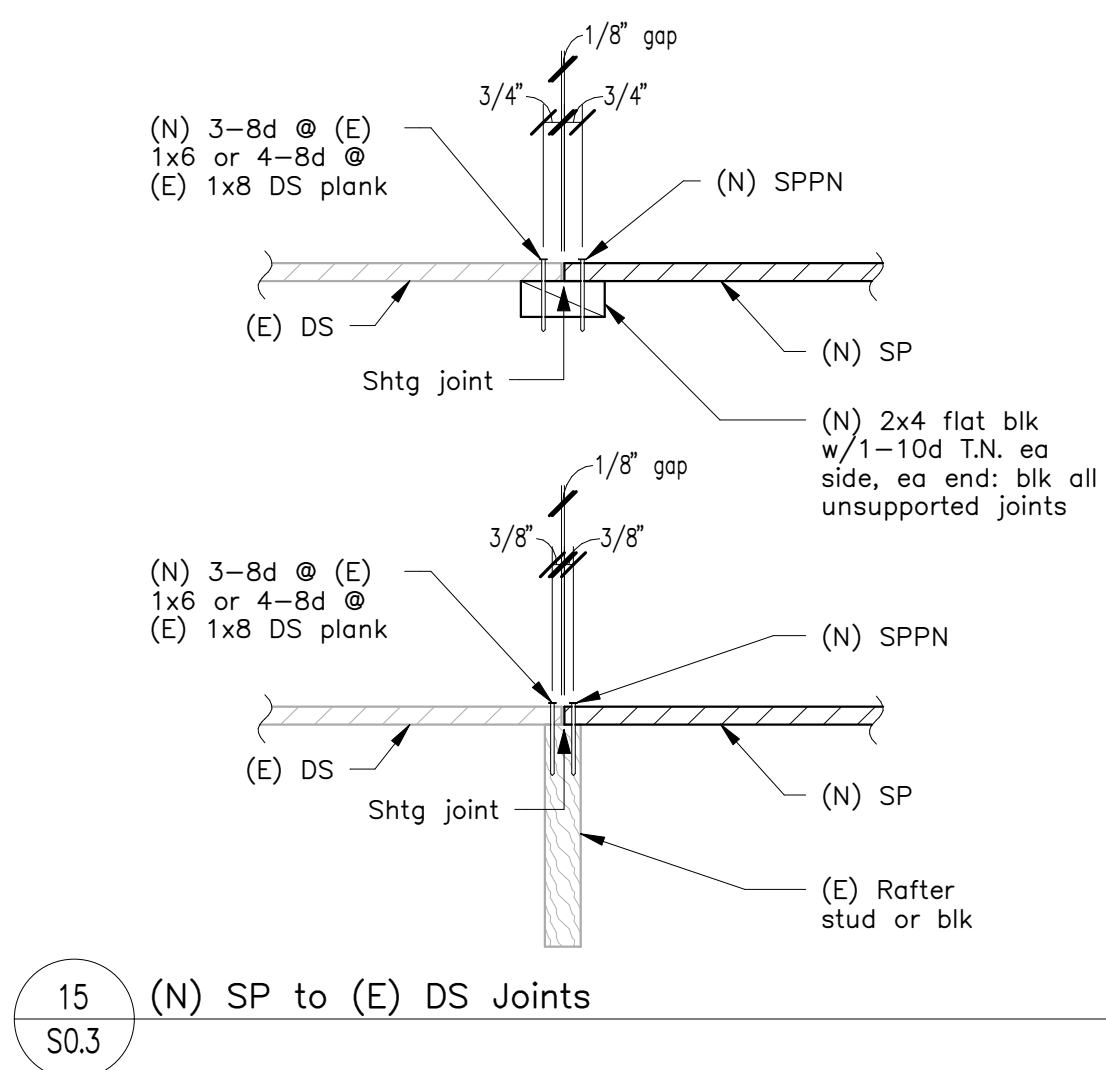 1/8" gap
3/4"
3/4"
(N) 3-8d @ (E)
1x6 or 4-8d @
(E) 1x8 DS plank
(N) SPPN
(E) DS
(N) SP
Shtg joint
(N) 2x4 flat blk
w/1-10d T.N. ea
side, ea end: blk all
unsupported joints
1/8" gap
3/8"
3/8"
(N) 3-8d @ (E)
1x6 or 4-8d @
(E) 1x8 DS plank
(N) SPPN
(E) DS
(N) SP
Shtg joint
(E) Rafter
stud or blk
15
(N) SP to (E) DS Joints
S0.3